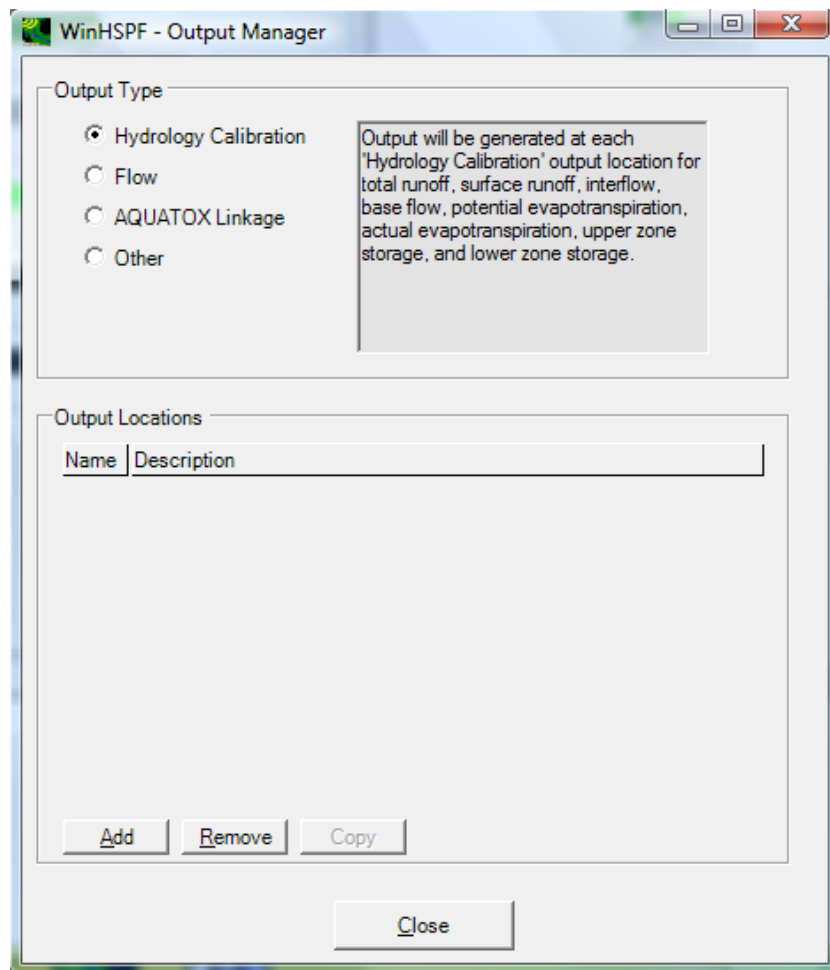 WinHSPF - Output Manager
Output Type
Hydrology Calibration
Flow
AQUATOX Linkage
Other
Output will be generated at each
'Hydrology Calibration' output location for
total runoff, surface runoff, interflow,
base flow, potential evapotranspiration,
actual evapotranspiration, upper zone
storage, and lower zone storage.
Output Locations
Name Description
Add Remove Copy
Close